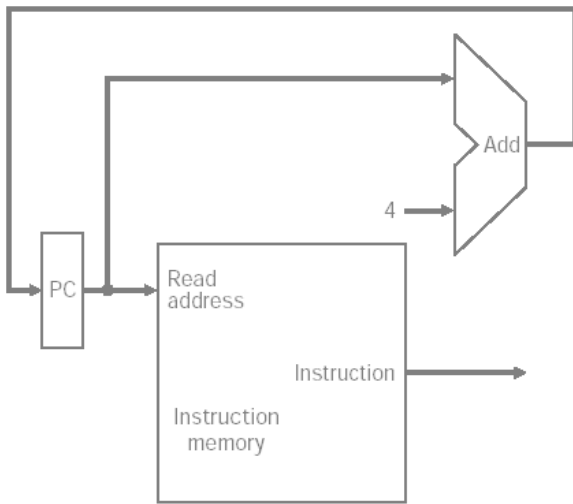 Add
4
PC
Read
address
Instruction
Instruction
memory